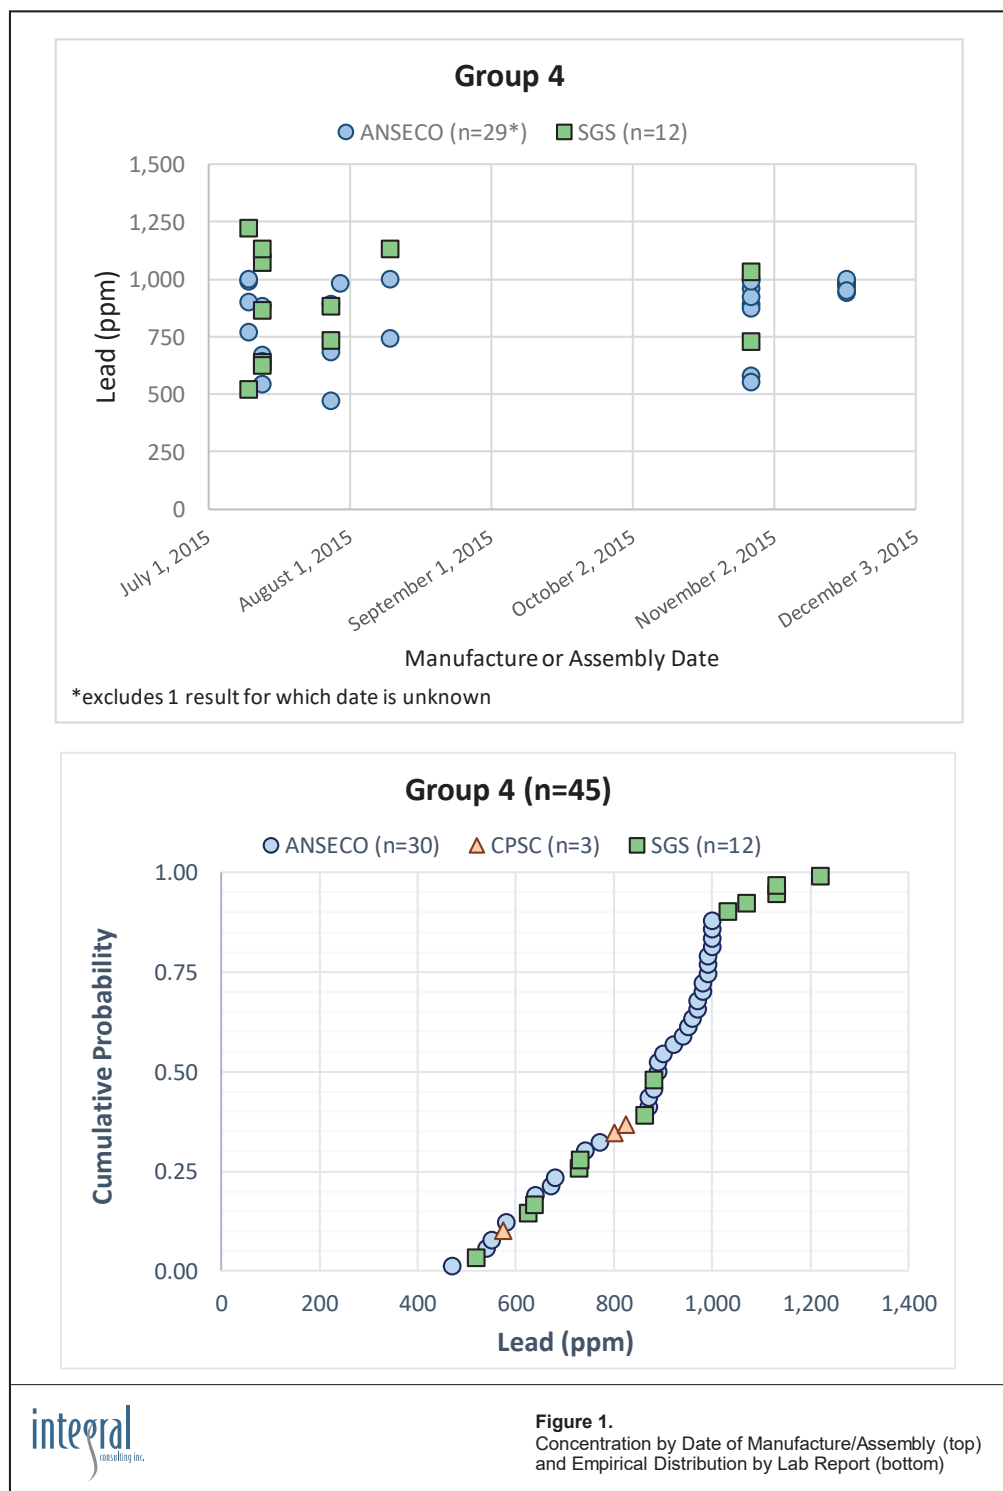 Group 4
ANSECO (n=29*) SGS (n=12)
1,500
1,250
1,000
750
500
250
0
Lead (ppm)
July 1, 2015
August 1, 2015
September 1, 2015
October 2, 2015
November 2, 2015
December 3, 2015
Manufacture or Assembly Date
*excludes 1 result for which date is unknown
Group 4 (n=45)
ANSECO (n=30) CPSC (n=3) SGS (n=12)
1.00
0.75
0.50
0.25
0.00
Cumulative Probability
0 200 400 600 800 1,000 1,200 1,400
Lead (ppm)
integral
consulting inc.
Figure 1.
Concentration by Date of Manufacture/Assembly (top)
and Empirical Distribution by Lab Report (bottom)